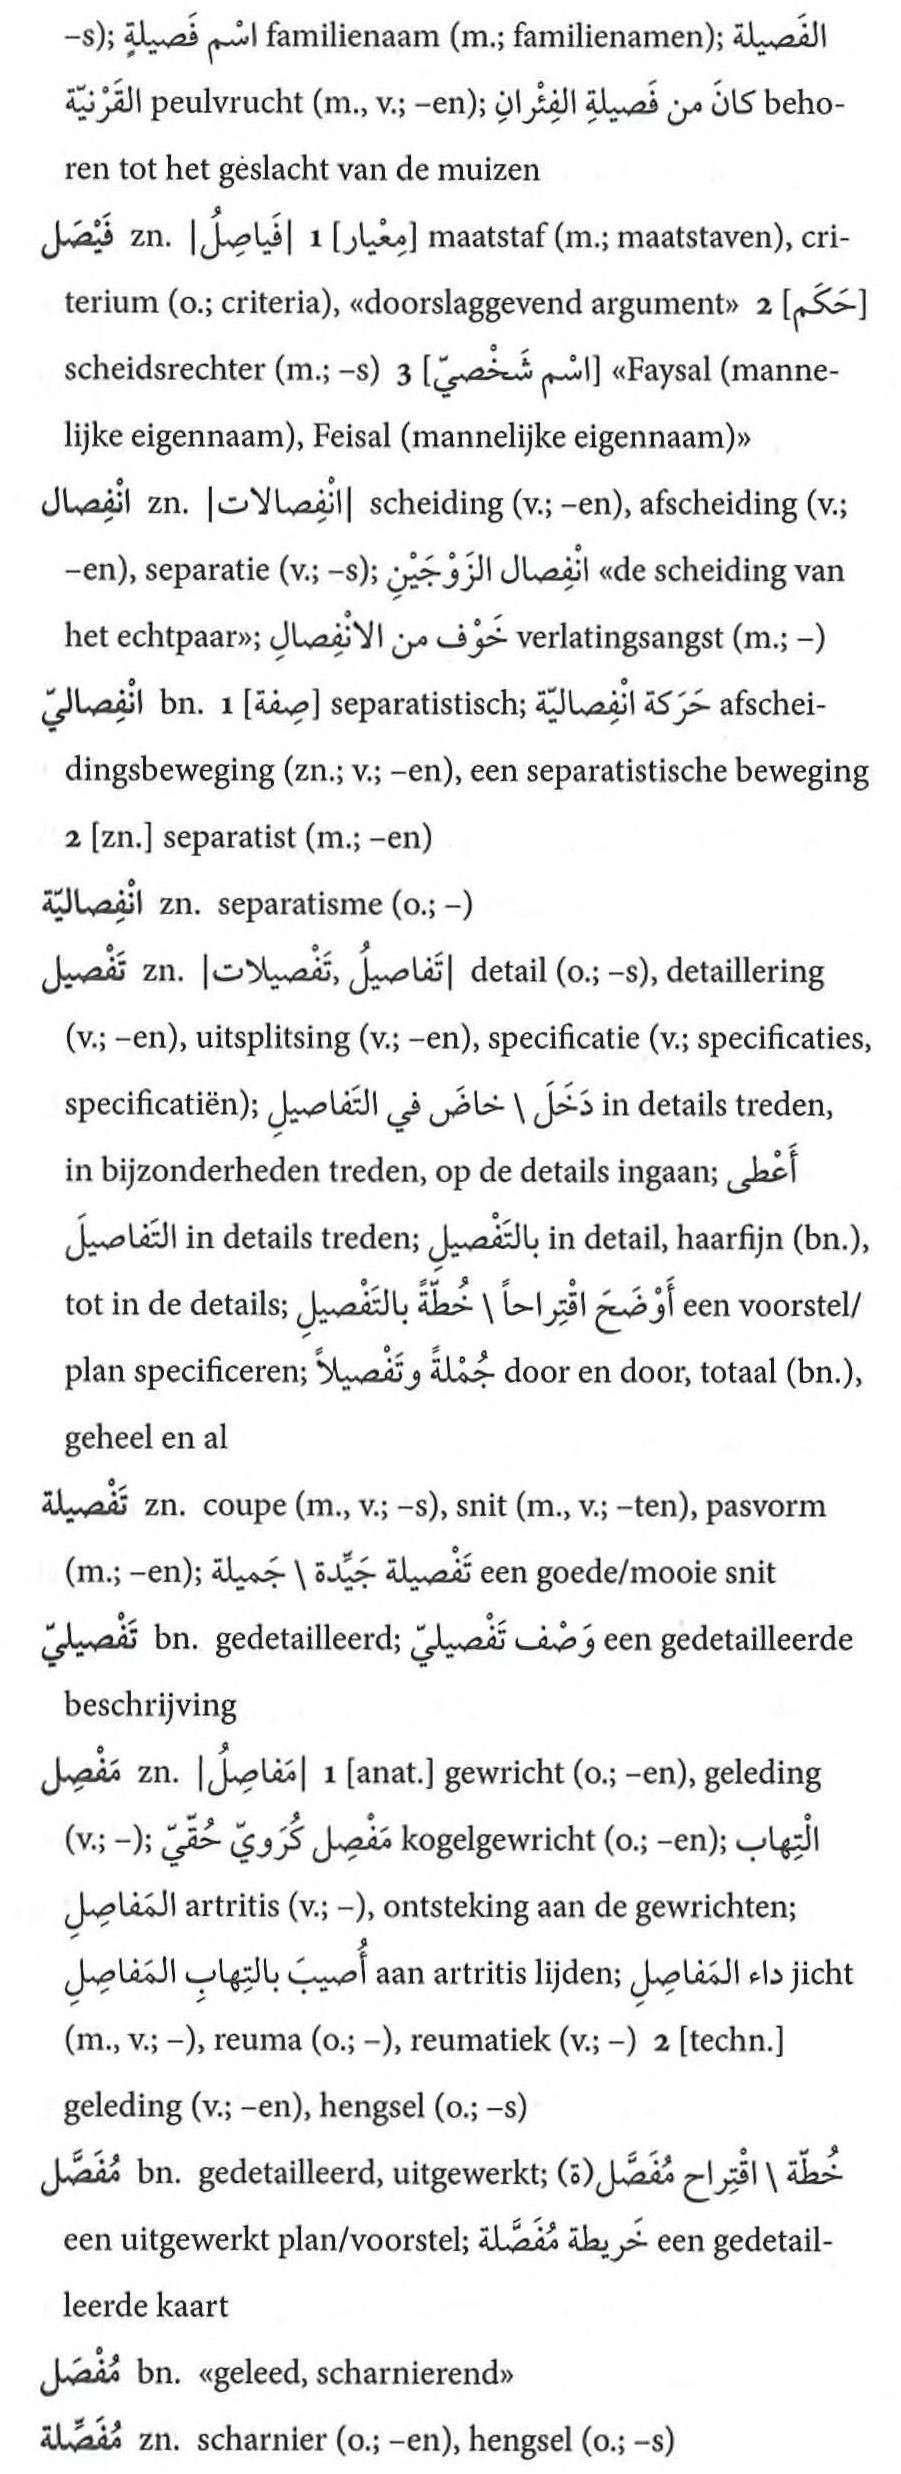 –s); اسْم فَصيلةٍ familienaam (m.; familienamen); الفَصيلة
القَرْنيّة peulvrucht (m., v.; –en); كانَ من فَصيلةِ الفِئْرانِ beho-
ren tot het geslacht van de muizen
فَيْصَل zn. |فَياصِلُ| 1 [مِعْيار] maatstaf (m.; maatstaven), cri-
terium (o.; criteria), «doorslaggevend argument» 2 [حَكَم]
scheidsrechter (m.; –s) 3 [اسْم شَخْصيّ] «Faysal (manne-
lijke eigennaam), Feisal (mannelijke eigennaam)»
انْفِصال zn. |انْفِصالات| scheiding (v.; –en), afscheiding (v.;
–en), separatie (v.; –s); انْفِصال الزَوْجَيْنِ «de scheiding van
het echtpaar»; خَوْف من الانْفِصالِ verlatingsangst (m.; –)
انْفِصاليّ bn. 1 [صِفة] separatistisch; حَرَكة انْفِصاليّة afschei-
dingsbeweging (zn.; v.; –en), een separatistische beweging
2 [zn.] separatist (m.; –en)
انْفِصاليّة zn. separatisme (o.; –)
تَفْصيل zn. |تَفاصيلُ, تَفْصيلات| detail (o.; –s), detaillering
(v.; –en), uitsplitsing (v.; –en), specificatie (v.; specificaties,
specificatiën); دَخَلَ \ خاضَ في التَفاصيلِ in details treden,
in bijzonderheden treden, op de details ingaan; أَعْطى
التَفاصيلَ in details treden; بالتَفْصيلِ in detail, haarfijn (bn.),
tot in de details; أَوْضَحَ اقْتِراحاً \ خُطّةً بالتَفْصيلِ een voorstel/
plan specificeren; جُمْلةً وتَفْصيلاً door en door, totaal (bn.),
geheel en al
تَفْصيلة zn. coupe (m., v.; –s), snit (m., v.; –ten), pasvorm
(m.; –en); تَفْصيلة جَيِّدة \ جَميلة een goede/mooie snit
تَفْصيليّ bn. gedetailleerd; وَصْف تَفْصيليّ een gedetailleerde
beschrijving
مَفْصِل zn. |مَفاصِلُ| 1 [anat.] gewricht (o.; –en), geleding
(v.; –); مَفْصِل كُرَويّ حُقّيّ kogelgewricht (o.; –en); الْتِهاب
المَفاصِلِ artritis (v.; –), ontsteking aan de gewrichten;
أُصيبَ بالتِهابِ المَفاصِلِ aan artritis lijden; داء المَفاصِلِ jicht
(m., v.; –), reuma (o.; –), reumatiek (v.; –) 2 [techn.]
geleding (v.; –en), hengsel (o.; –s)
مُفَصَّل bn. gedetailleerd, uitgewerkt; خُطّة \ اقْتِراح مُفَصَّل(ة)
een uitgewerkt plan/voorstel; خَريطة مُفَصَّلة een gedetail-
leerde kaart
مُفْصَل bn. «geleed, scharnierend»
مُفَصِّلة zn. scharnier (o.; –en), hengsel (o.; –s)